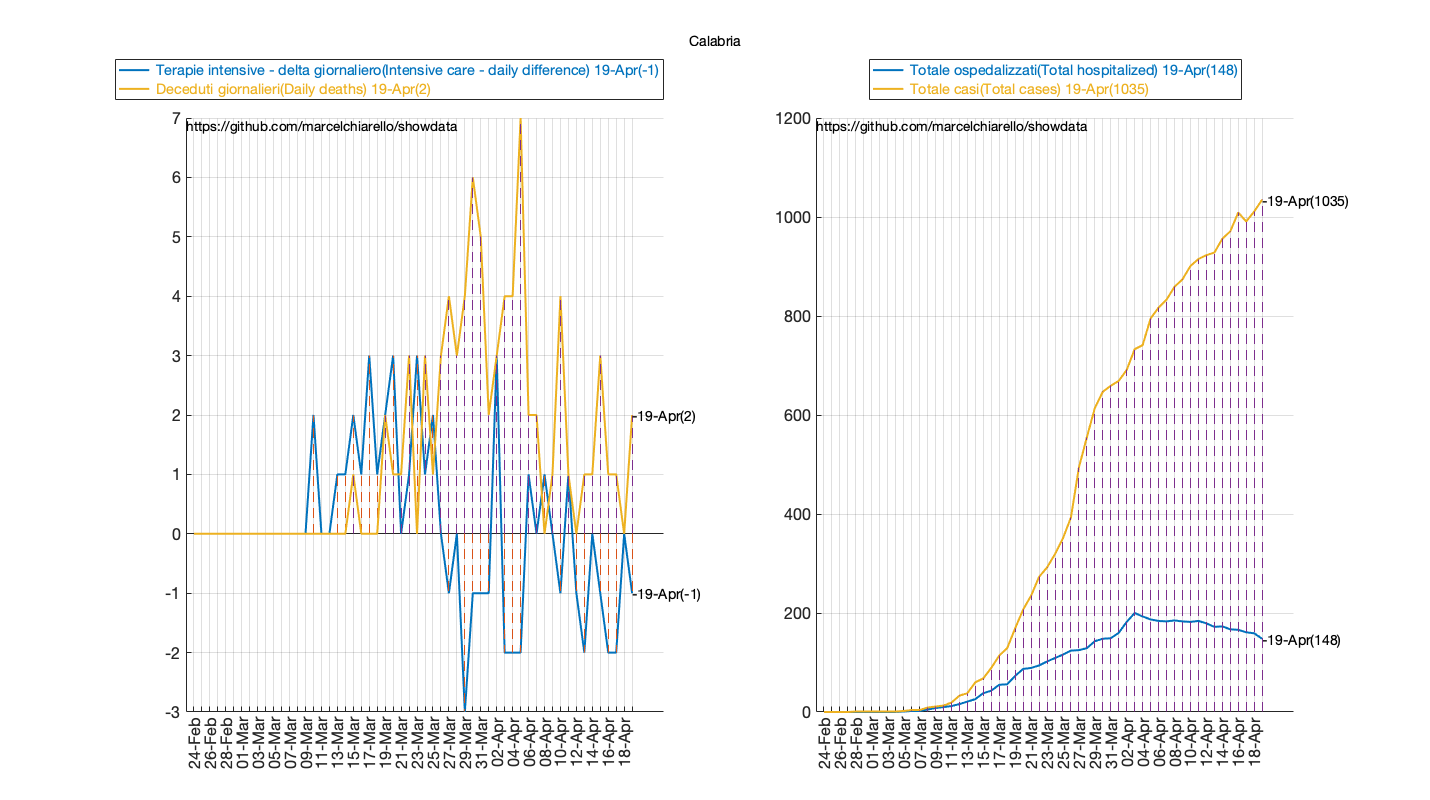 Calabria
Terapie intensive - delta giornaliero(Intensive care - daily difference) 19-Apr(-1)
Deceduti giornalieri(Daily deaths) 19-Apr(2)
https://github.com/marcelchiarello/showdata
7
6
5
4
3
2
1
0
-1
-2
-3
19-Apr(2)
19-Apr(-1)
24-Feb
26-Feb
28-Feb
01-Mar
03-Mar
05-Mar
07-Mar
09-Mar
11-Mar
13-Mar
15-Mar
17-Mar
19-Mar
21-Mar
23-Mar
25-Mar
27-Mar
29-Mar
31-Mar
02-Apr
04-Apr
06-Apr
08-Apr
10-Apr
12-Apr
14-Apr
16-Apr
18-Apr
Totale ospedalizzati(Total hospitalized) 19-Apr(148)
Totale casi(Total cases) 19-Apr(1035)
https://github.com/marcelchiarello/showdata
1200
1000
800
600
400
200
0
19-Apr(1035)
19-Apr(148)
24-Feb
26-Feb
28-Feb
01-Mar
03-Mar
05-Mar
07-Mar
09-Mar
11-Mar
13-Mar
15-Mar
17-Mar
19-Mar
21-Mar
23-Mar
25-Mar
27-Mar
29-Mar
31-Mar
02-Apr
04-Apr
06-Apr
08-Apr
10-Apr
12-Apr
14-Apr
16-Apr
18-Apr